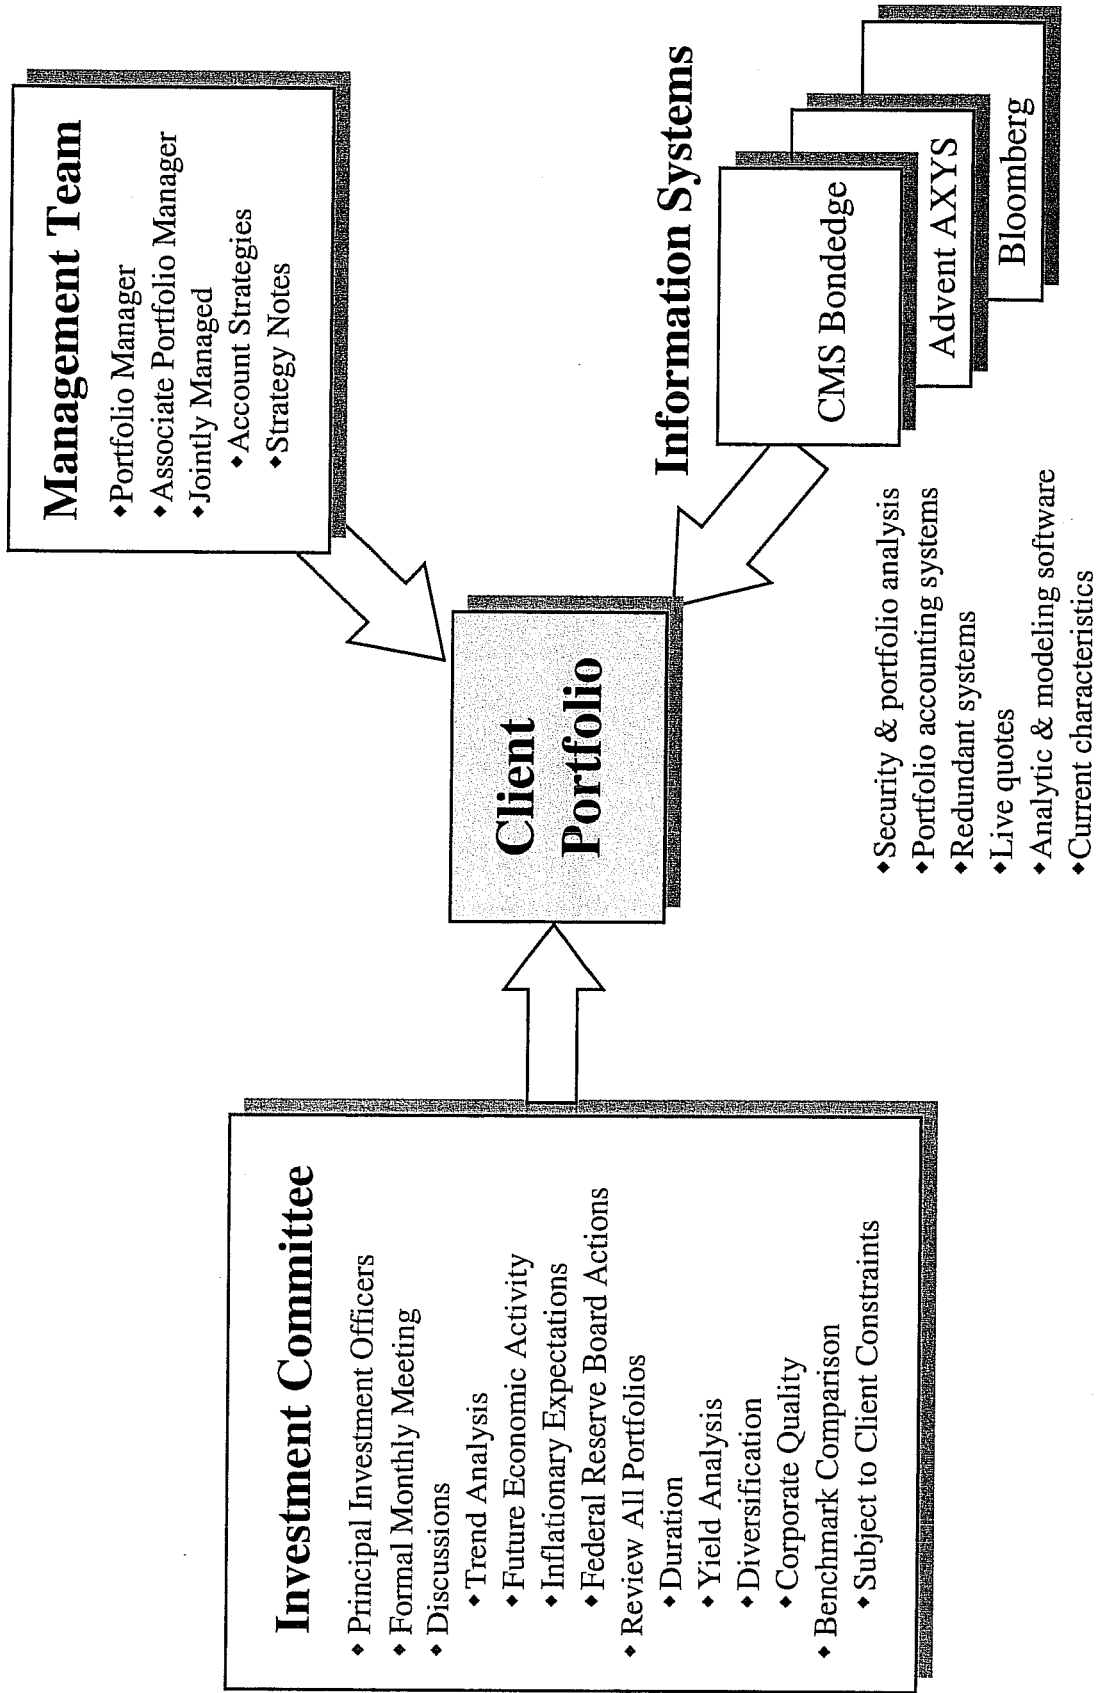 Investment Committee
◆ Principal Investment Officers
◆ Formal Monthly Meeting
◆ Discussions
◆ Trend Analysis
◆ Future Economic Activity
◆ Inflationary Expectations
◆ Federal Reserve Board Actions
◆ Review All Portfolios
◆ Duration
◆ Yield Analysis
◆ Diversification
◆ Corporate Quality
◆ Benchmark Comparison
◆ Subject to Client Constraints
Client
Portfolio
Management Team
◆Portfolio Manager
◆Associate Portfolio Manager
◆Jointly Managed
◆Account Strategies
◆Strategy Notes
Information Systems
CMS Bondedge
Advent AXYS
Bloomberg
◆Security & portfolio analysis
◆Portfolio accounting systems
◆Redundant systems
◆Live quotes
◆Analytic & modeling software
◆Current characteristics